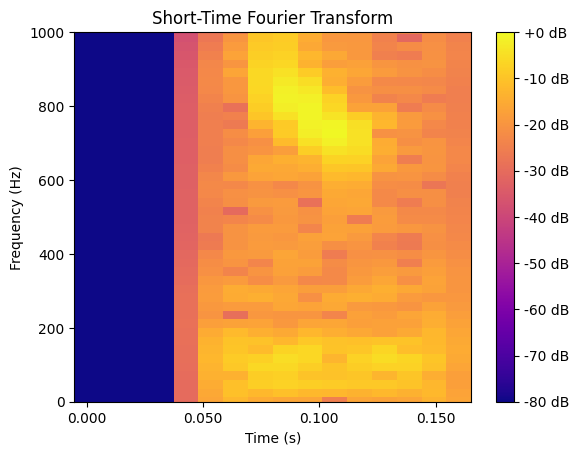 Short-Time Fourier Transform
1000
800
600
400
200
0
Frequency (Hz)
0.000
0.050
0.100
0.150
Time (s)
+0 dB
-10 dB
-20 dB
-30 dB
-40 dB
-50 dB
-60 dB
-70 dB
-80 dB